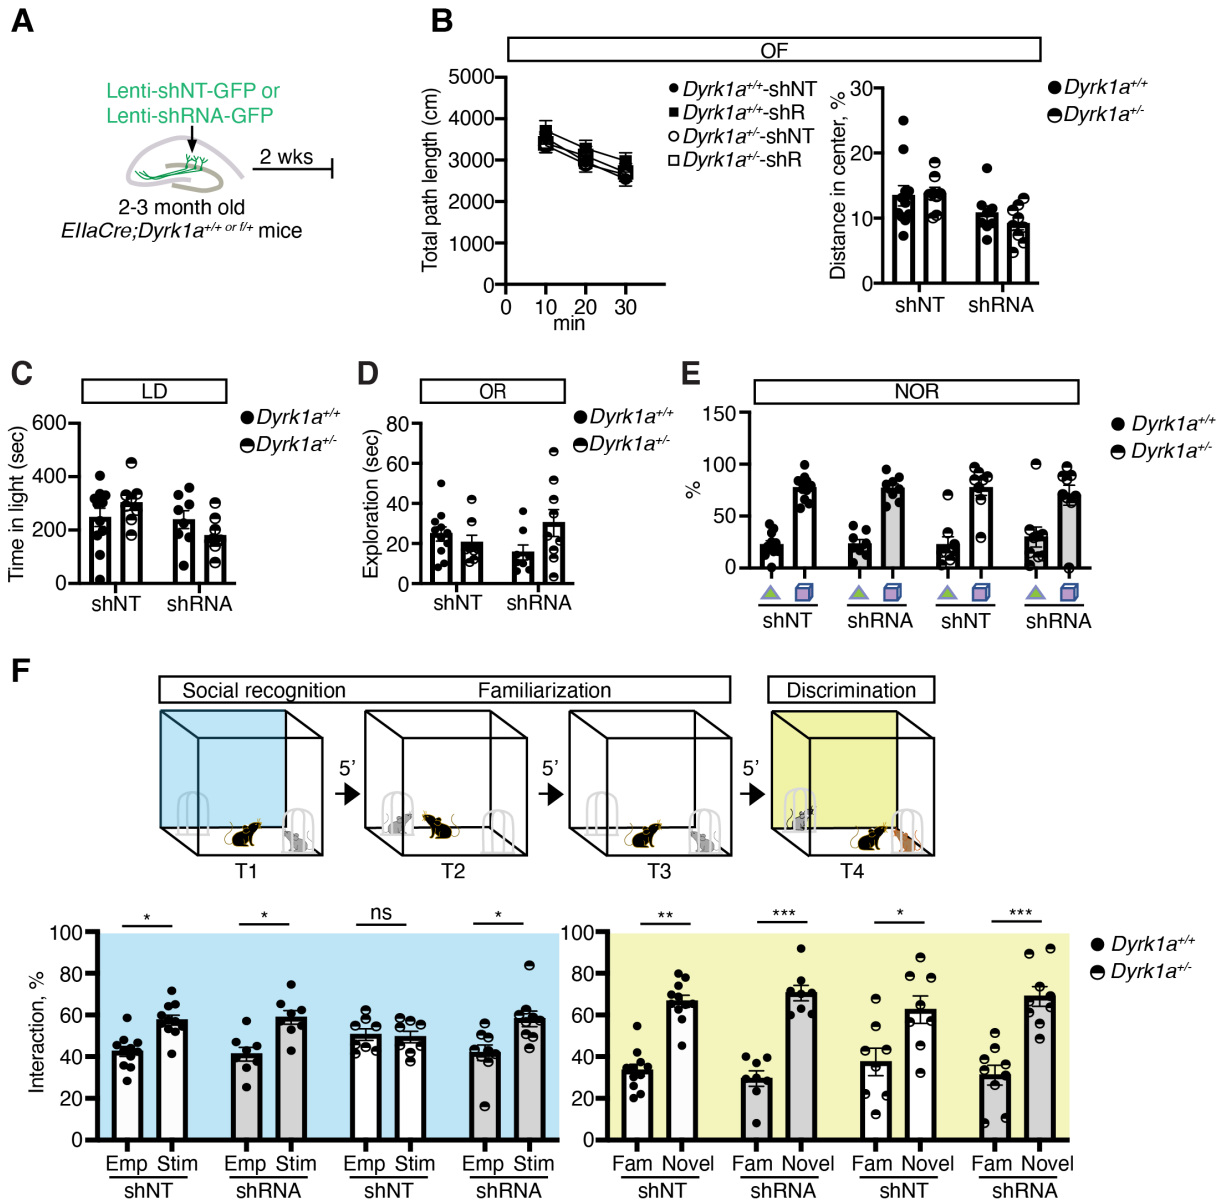 A
Lenti-shNT-GFP or
Lenti-shRNA-GFP
2 wks
2-3 month old
EIIaCre;Dyrk1a+/+ or f/+ mice
B
OF
Total path length (cm)
5000
4000
3000
2000
1000
0
0 10 20 30
min
Dyrk1a+/+-shNT
Dyrk1a+/+-shR
Dyrk1a+/--shNT
Dyrk1a+/--shR
Distance in center, %
30
20
10
0
shNT shRNA
Dyrk1a+/+
Dyrk1a+/-
C
LD
Time in light (sec)
600
400
200
0
shNT shRNA
Dyrk1a+/+
Dyrk1a+/-
D
OR
Exploration (sec)
80
60
40
20
0
shNT shRNA
Dyrk1a+/+
Dyrk1a+/-
E
NOR
%
150
100
50
0
shNT shRNA shNT shRNA
Dyrk1a+/+
Dyrk1a+/-
F
Social recognition Familiarization Discrimination
5' 5' 5'
T1 T2 T3 T4
Interaction, %
100
80
60
40
20
0
* * ns *
Emp Stim Emp Stim Emp Stim Emp Stim
shNT shRNA shNT shRNA
100
80
60
40
20
0
** *** * ***
Fam Novel Fam Novel Fam Novel Fam Novel
shNT shRNA shNT shRNA
Dyrk1a+/+
Dyrk1a+/-